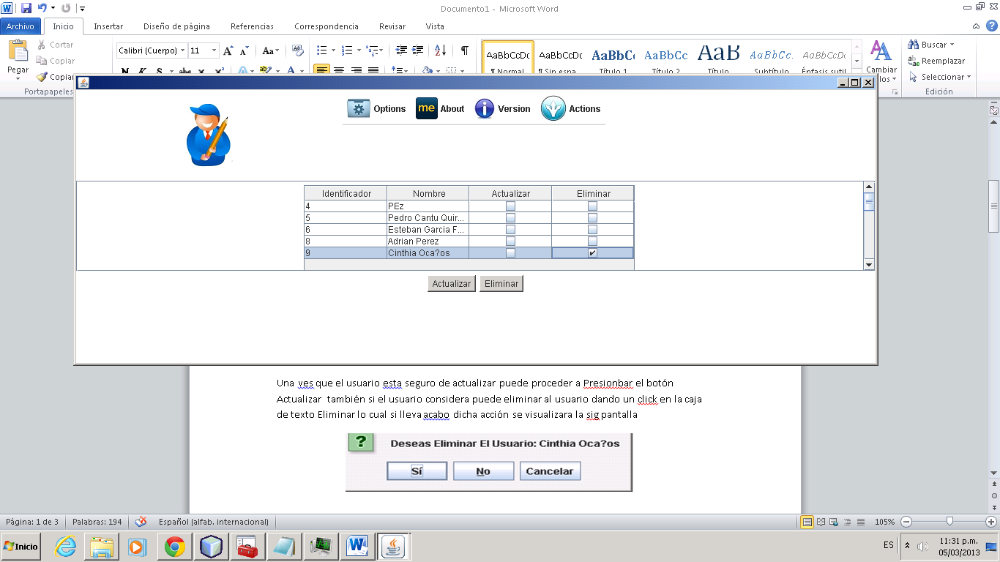 Documento1 - Microsoft Word
Archivo Inicio Insertar Diseño de página Referencias Correspondencia Revisar Vista
Cortar
Copiar
Pegar
Portapapeles
Calibri (Cuerpo) 11
AaBbCcDc AaBbCcDc AaBbC AaBbCc AaB AaBbCc. AaBbCcDc
¶ Normal ¶ Sin espa... Título 1 Título 2 Título Subtítulo Énfasis sutil
Cambiar
Buscar
Reemplazar
Seleccionar
Edición
Options me About Version Actions
Identificador Nombre Actualizar Eliminar
4 PEz
5 Pedro Cantu Quir...
6 Esteban Garcia F...
8 Adrian Perez
9 Cinthia Oca?os
Actualizar Eliminar
Una ves que el usuario esta seguro de actualizar puede proceder a Presionbar el botón
Actualizar también si el usuario considera puede eliminar al usuario dando un click en la caja
de texto Eliminar lo cual si lleva acabo dicha acción se visualizara la sig pantalla
Deseas Eliminar El Usuario: Cinthia Oca?os
Sí No Cancelar
Página: 1 de 3 Palabras: 194 Español (alfab. internacional) 105%
Inicio ES 11:31 p.m.
05/03/2013